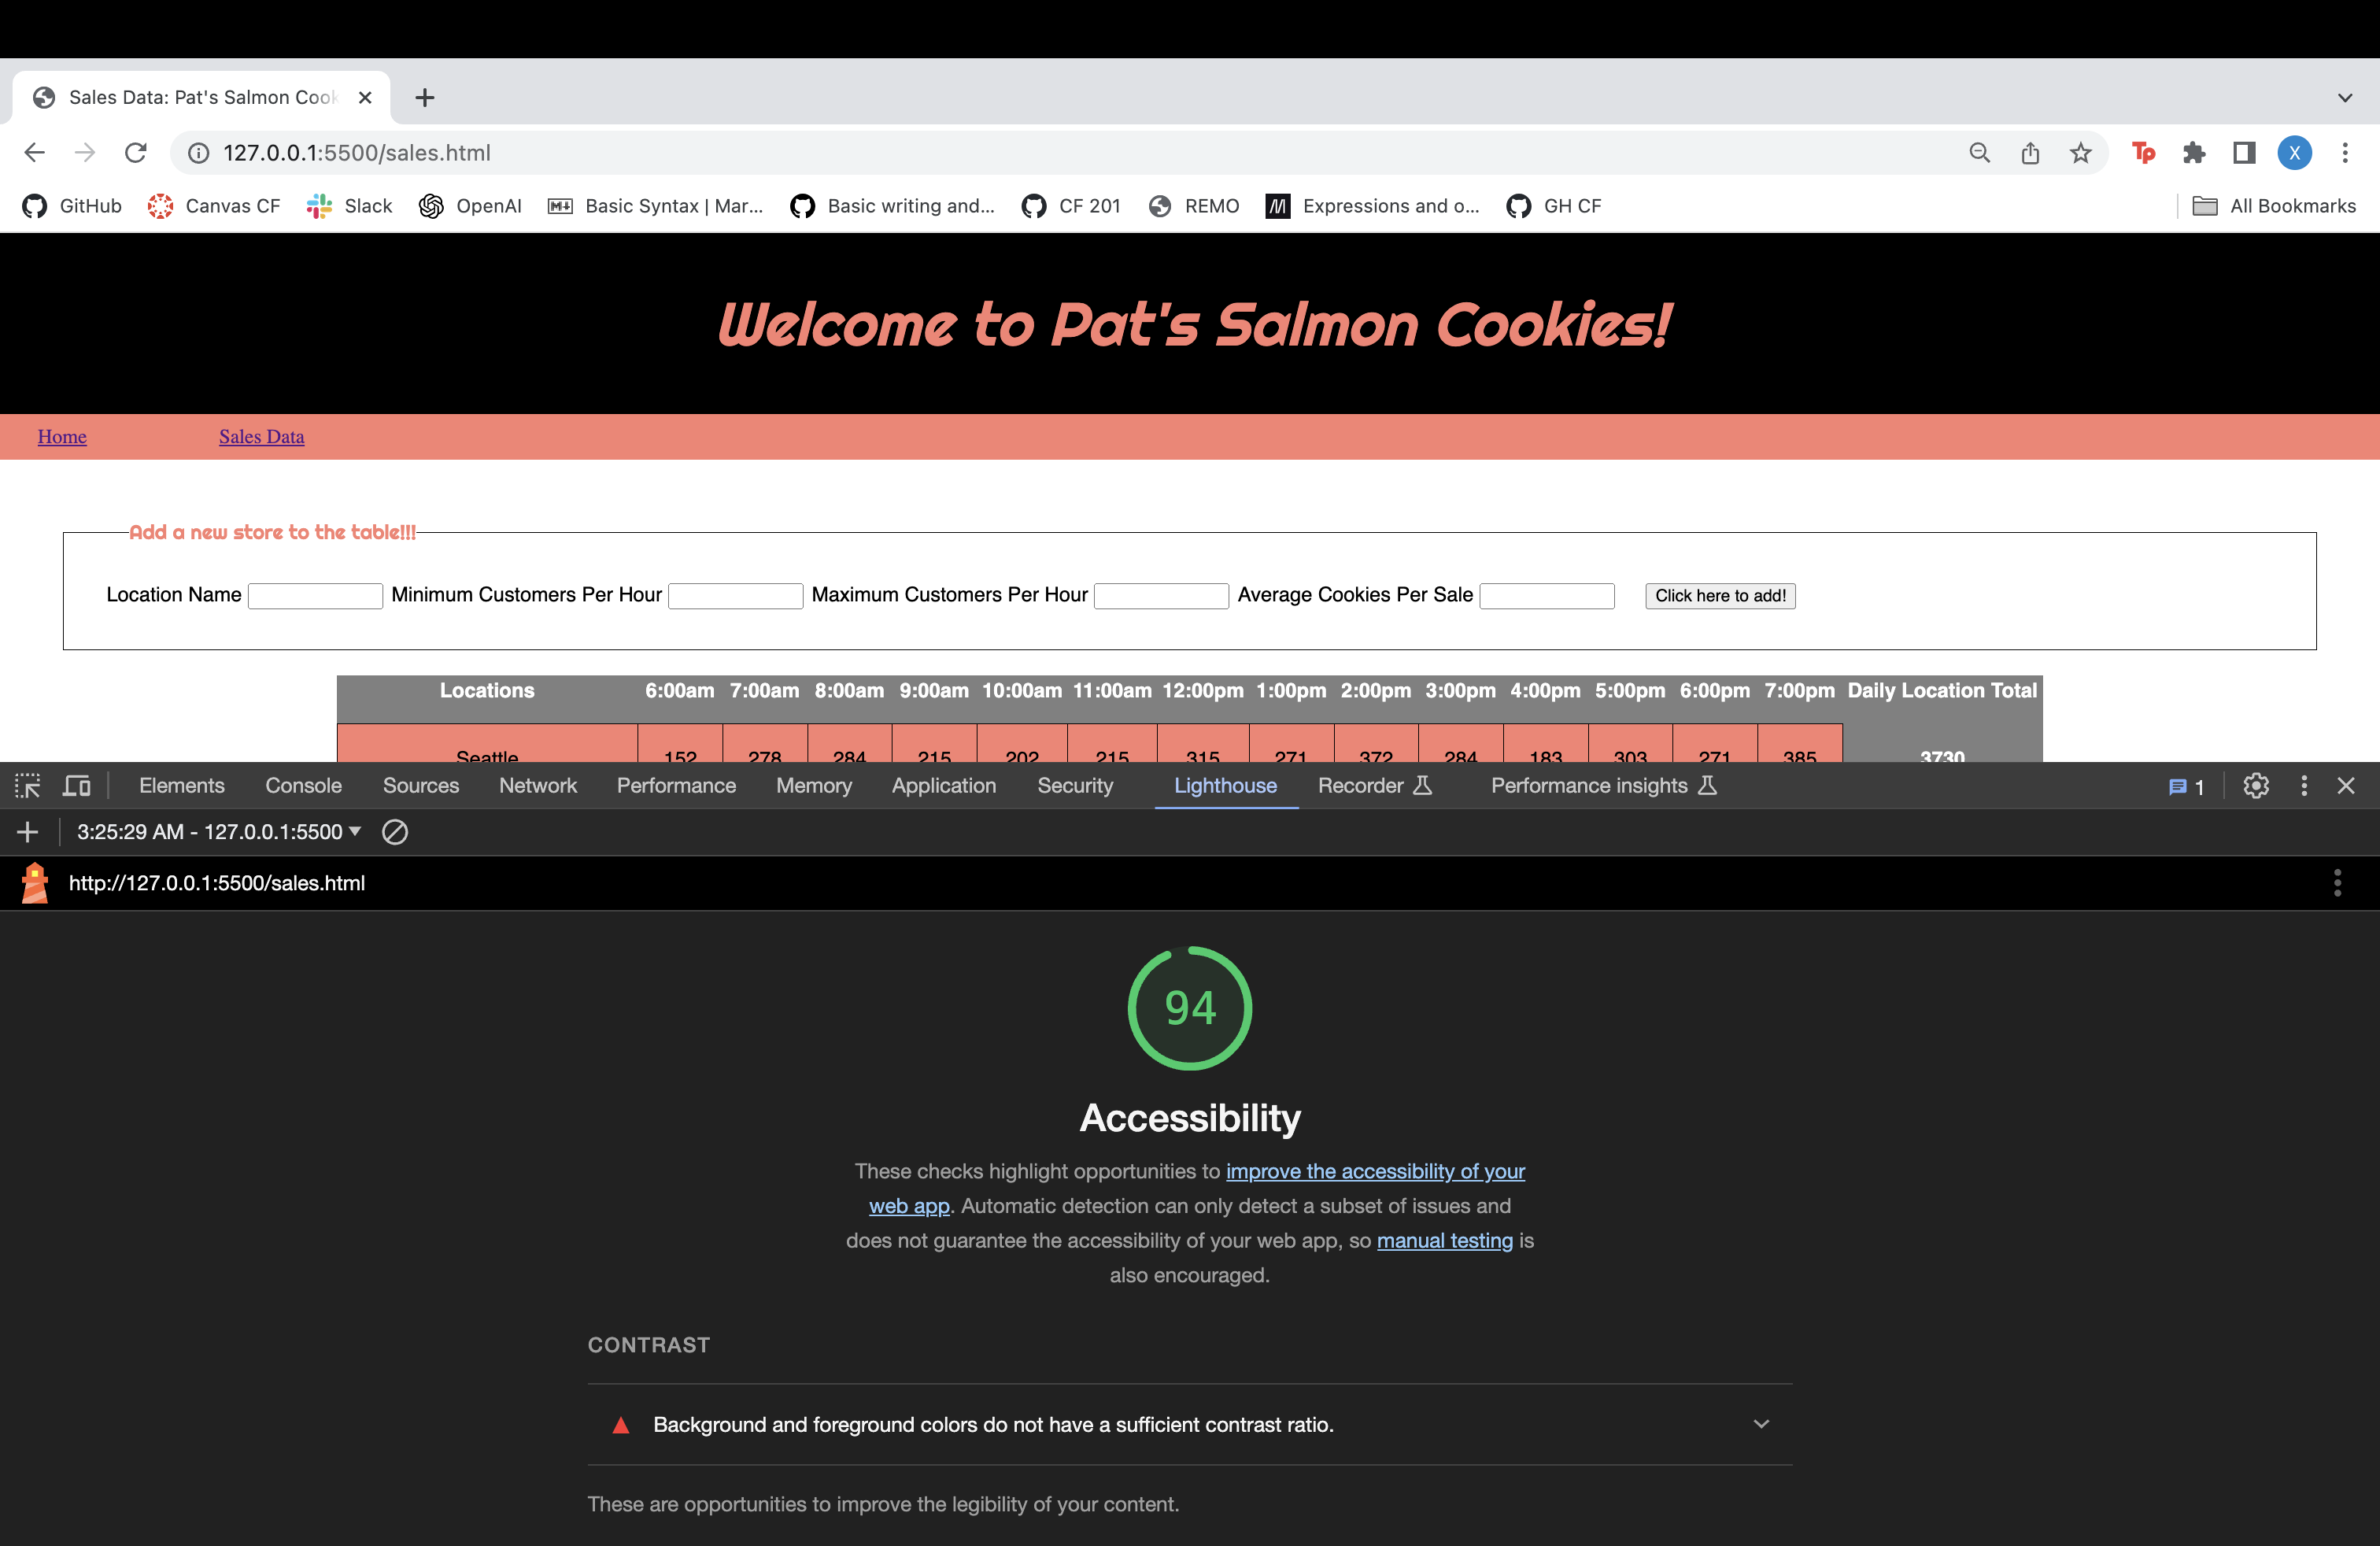 Sales Data: Pat's Salmon Cook
127.0.0.1:5500/sales.html
X
GitHub Canvas CF Slack OpenAI Basic Syntax | Mar... Basic writing and... CF 201 REMO Expressions and o... GH CF All Bookmarks
Welcome to Pat's Salmon Cookies!
Home Sales Data
Add a new store to the table!!!
Location Name Minimum Customers Per Hour Maximum Customers Per Hour Average Cookies Per Sale Click here to add!
Locations 6:00am 7:00am 8:00am 9:00am 10:00am 11:00am 12:00pm 1:00pm 2:00pm 3:00pm 4:00pm 5:00pm 6:00pm 7:00pm Daily Location Total
Seattle 152 278 284 215 202 215 315 271 372 284 183 303 271 385 3730
Elements Console Sources Network Performance Memory Application Security Lighthouse Recorder Performance insights 1
3:25:29 AM - 127.0.0.1:5500
http://127.0.0.1:5500/sales.html
94
Accessibility
These checks highlight opportunities to improve the accessibility of your
web app. Automatic detection can only detect a subset of issues and
does not guarantee the accessibility of your web app, so manual testing is
also encouraged.
CONTRAST
Background and foreground colors do not have a sufficient contrast ratio.
These are opportunities to improve the legibility of your content.